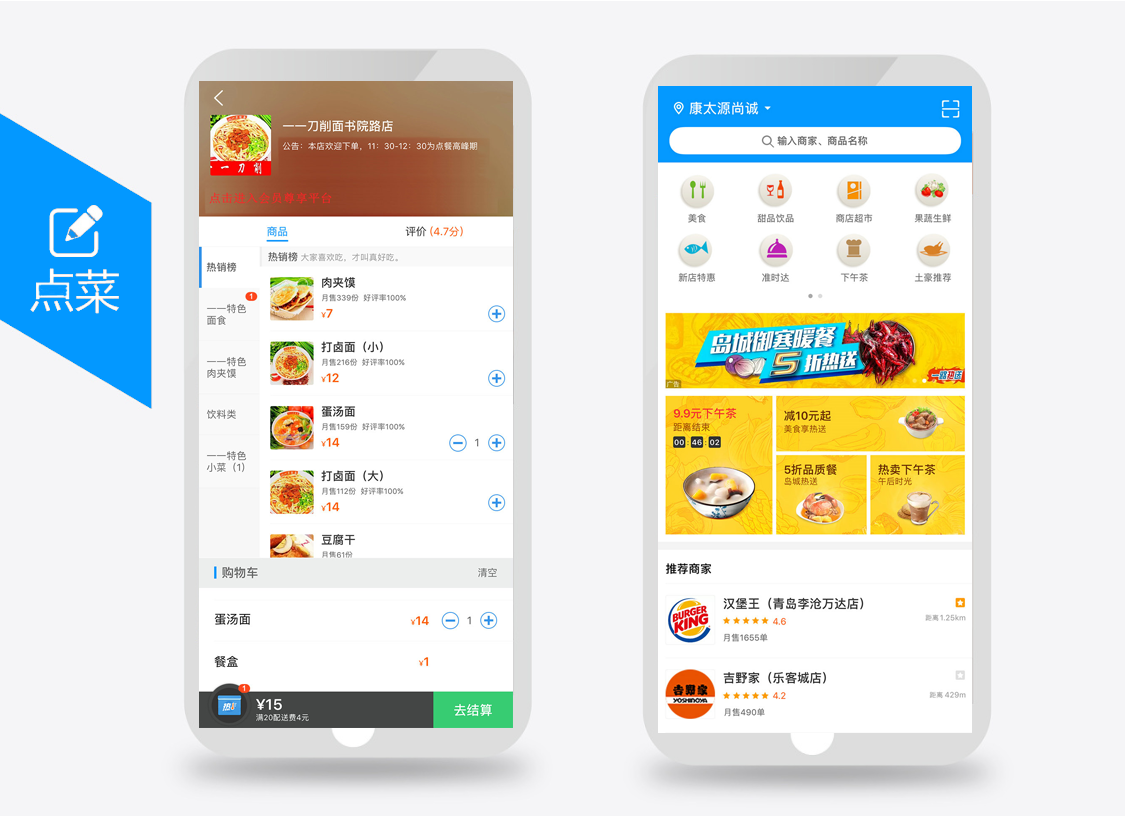 点菜
一一刀削面书院路店
公告：本店欢迎下单，11：30-12：30为点餐高峰期
一刀削
商品
评价 (4.7分)
热销榜
1
一一特色
面食
一一特色
肉夹馍
饮料类
一一特色
小菜（1）
热销榜 大家喜欢吃，才叫真好吃。
肉夹馍
月售339份 好评率100%
¥7
打卤面（小）
月售216份 好评率100%
¥12
蛋汤面
月售159份 好评率100%
¥14
1
打卤面（大）
月售112份 好评率100%
¥14
豆腐干
月售61份
购物车
清空
蛋汤面
¥14
1
餐盒
¥1
1
¥15
满20配送费4元
去结算
康太源尚诚
输入商家、商品名称
美食
甜品饮品
商店超市
果蔬生鲜
新店特惠
准时达
下午茶
土豪推荐
岛城御寒暖餐
5折热送
广告
9.9元下午茶
距离结束
00:46:02
减10元起
美食享热送
5折品质餐
岛城热送
热卖下午茶
午后时光
推荐商家
BURGER
KING
汉堡王（青岛李沧万达店）
4.6
月售1655单
距离1.25km
吉野家
YOSHINOYA
吉野家（乐客城店）
4.2
月售490单
距离 429m